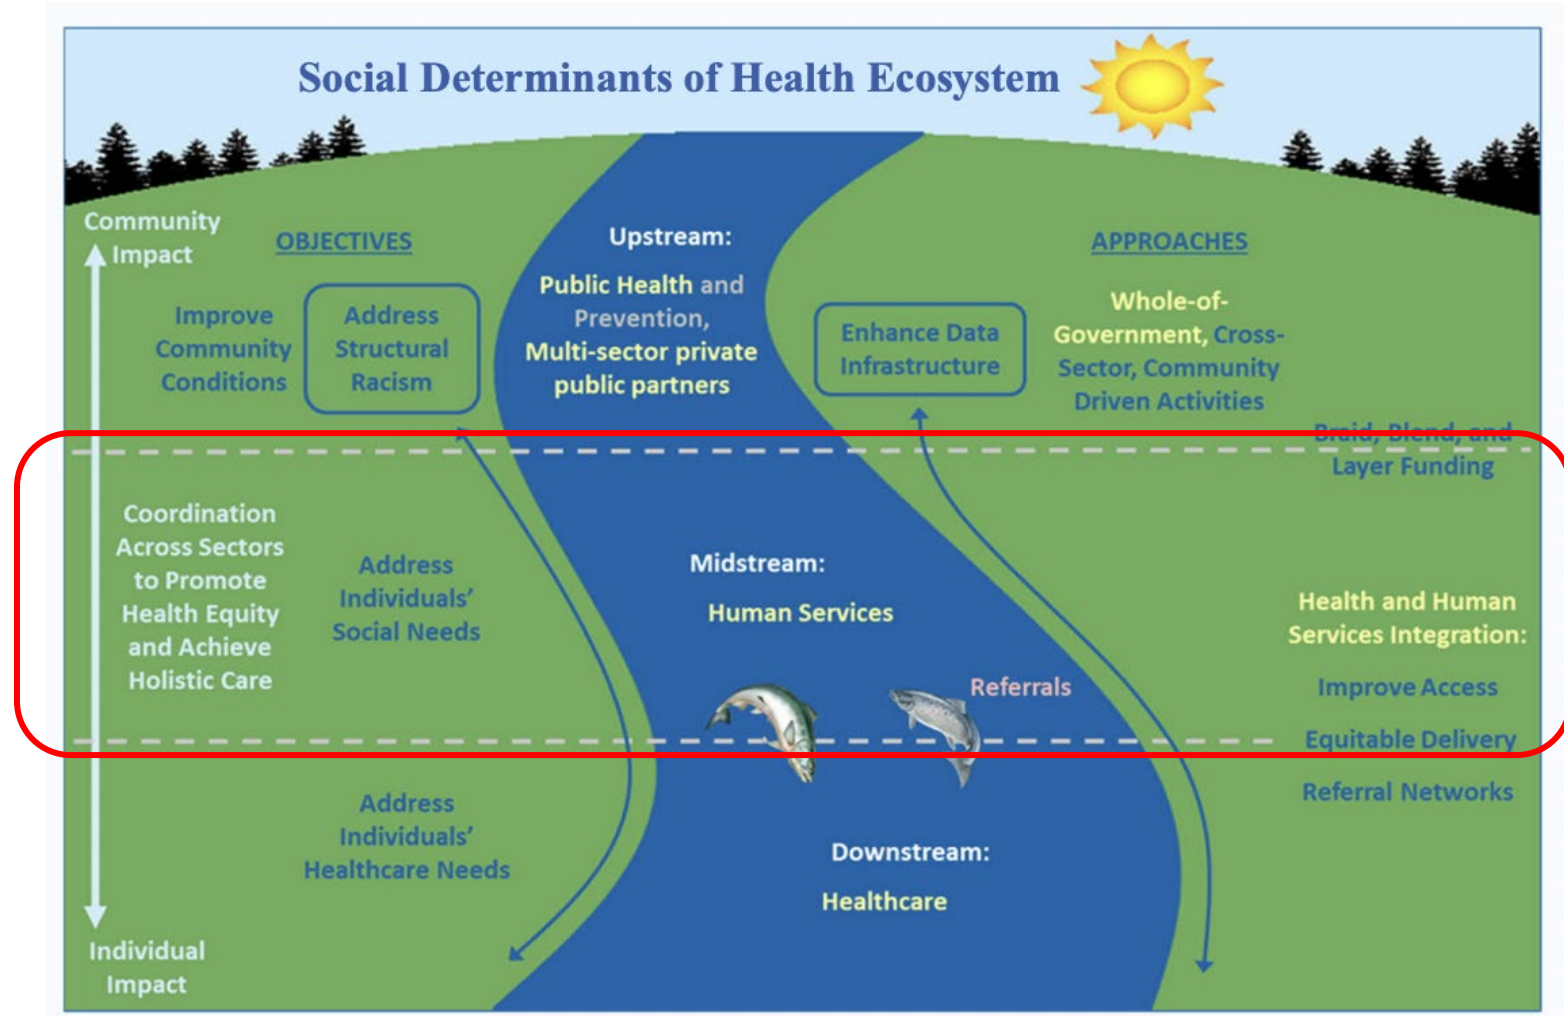 Social Determinants of Health Ecosystem
Community
Impact
OBJECTIVES
Improve
Community
Conditions
Address
Structural
Racism
Upstream:
Public Health and
Prevention,
Multi-sector private
public partners
Enhance Data
Infrastructure
APPROACHES
Whole-of-
Government, Cross-
Sector, Community
Driven Activities
Braid, Blend, and
Layer Funding
Coordination
Across Sectors
to Promote
Health Equity
and Achieve
Holistic Care
Address
Individuals'
Social Needs
Midstream:
Human Services
Referrals
Health and Human
Services Integration:
Improve Access
Equitable Delivery
Referral Networks
Address
Individuals'
Healthcare Needs
Downstream:
Healthcare
Individual
Impact